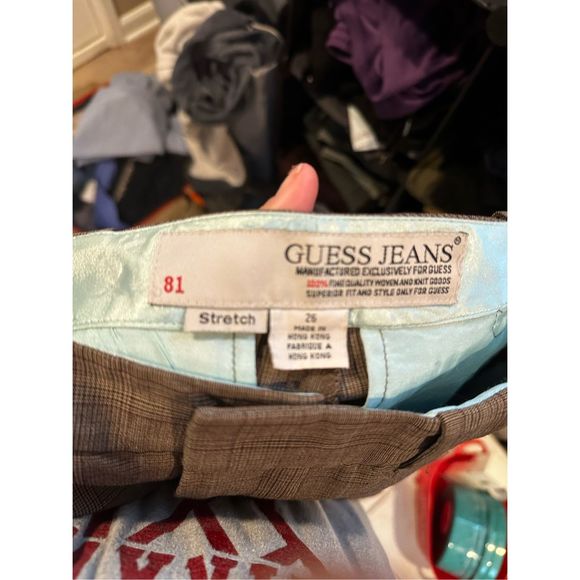 GUESS JEANS®
MANUFACTURED EXCLUSIVELY FOR GUESS
81
100% FINE QUALITY WOVEN AND KNIT GOODS
SUPERIOR FIT AND STYLE ONLY FOR GUESS
Stretch
26
MADE IN
HONG KONG
FABRIQUE A
HONG KONG